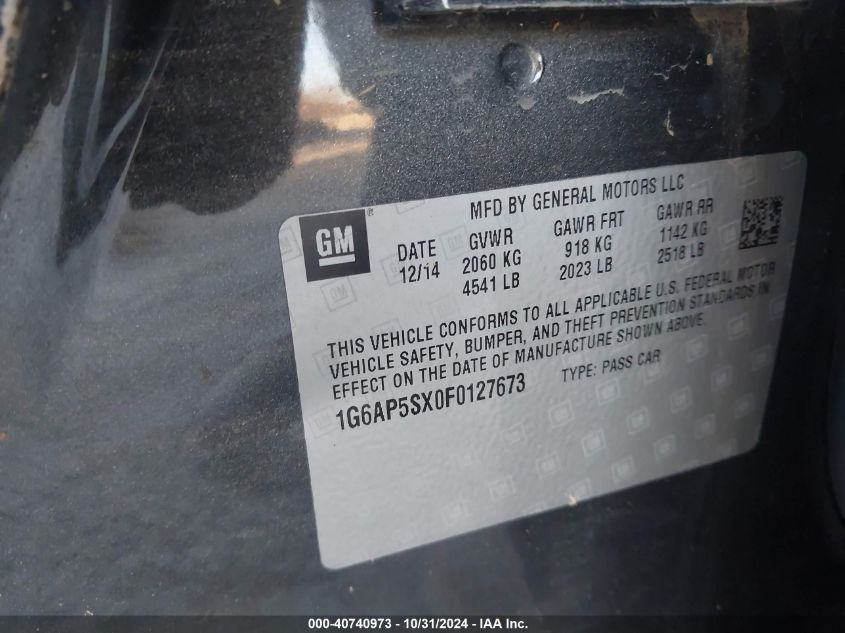 MFD BY GENERAL MOTORS LLC
GM
®
DATE GVWR GAWR FRT GAWR RR
12/14 2060 KG 918 KG 1142 KG
4541 LB 2023 LB 2518 LB
THIS VEHICLE CONFORMS TO ALL APPLICABLE U.S. FEDERAL MOTOR
VEHICLE SAFETY, BUMPER, AND THEFT PREVENTION STANDARDS IN
EFFECT ON THE DATE OF MANUFACTURE SHOWN ABOVE.
1G6AP5SX0F0127673 TYPE: PASS CAR
000-40740973 - 10/31/2024 - IAA Inc.